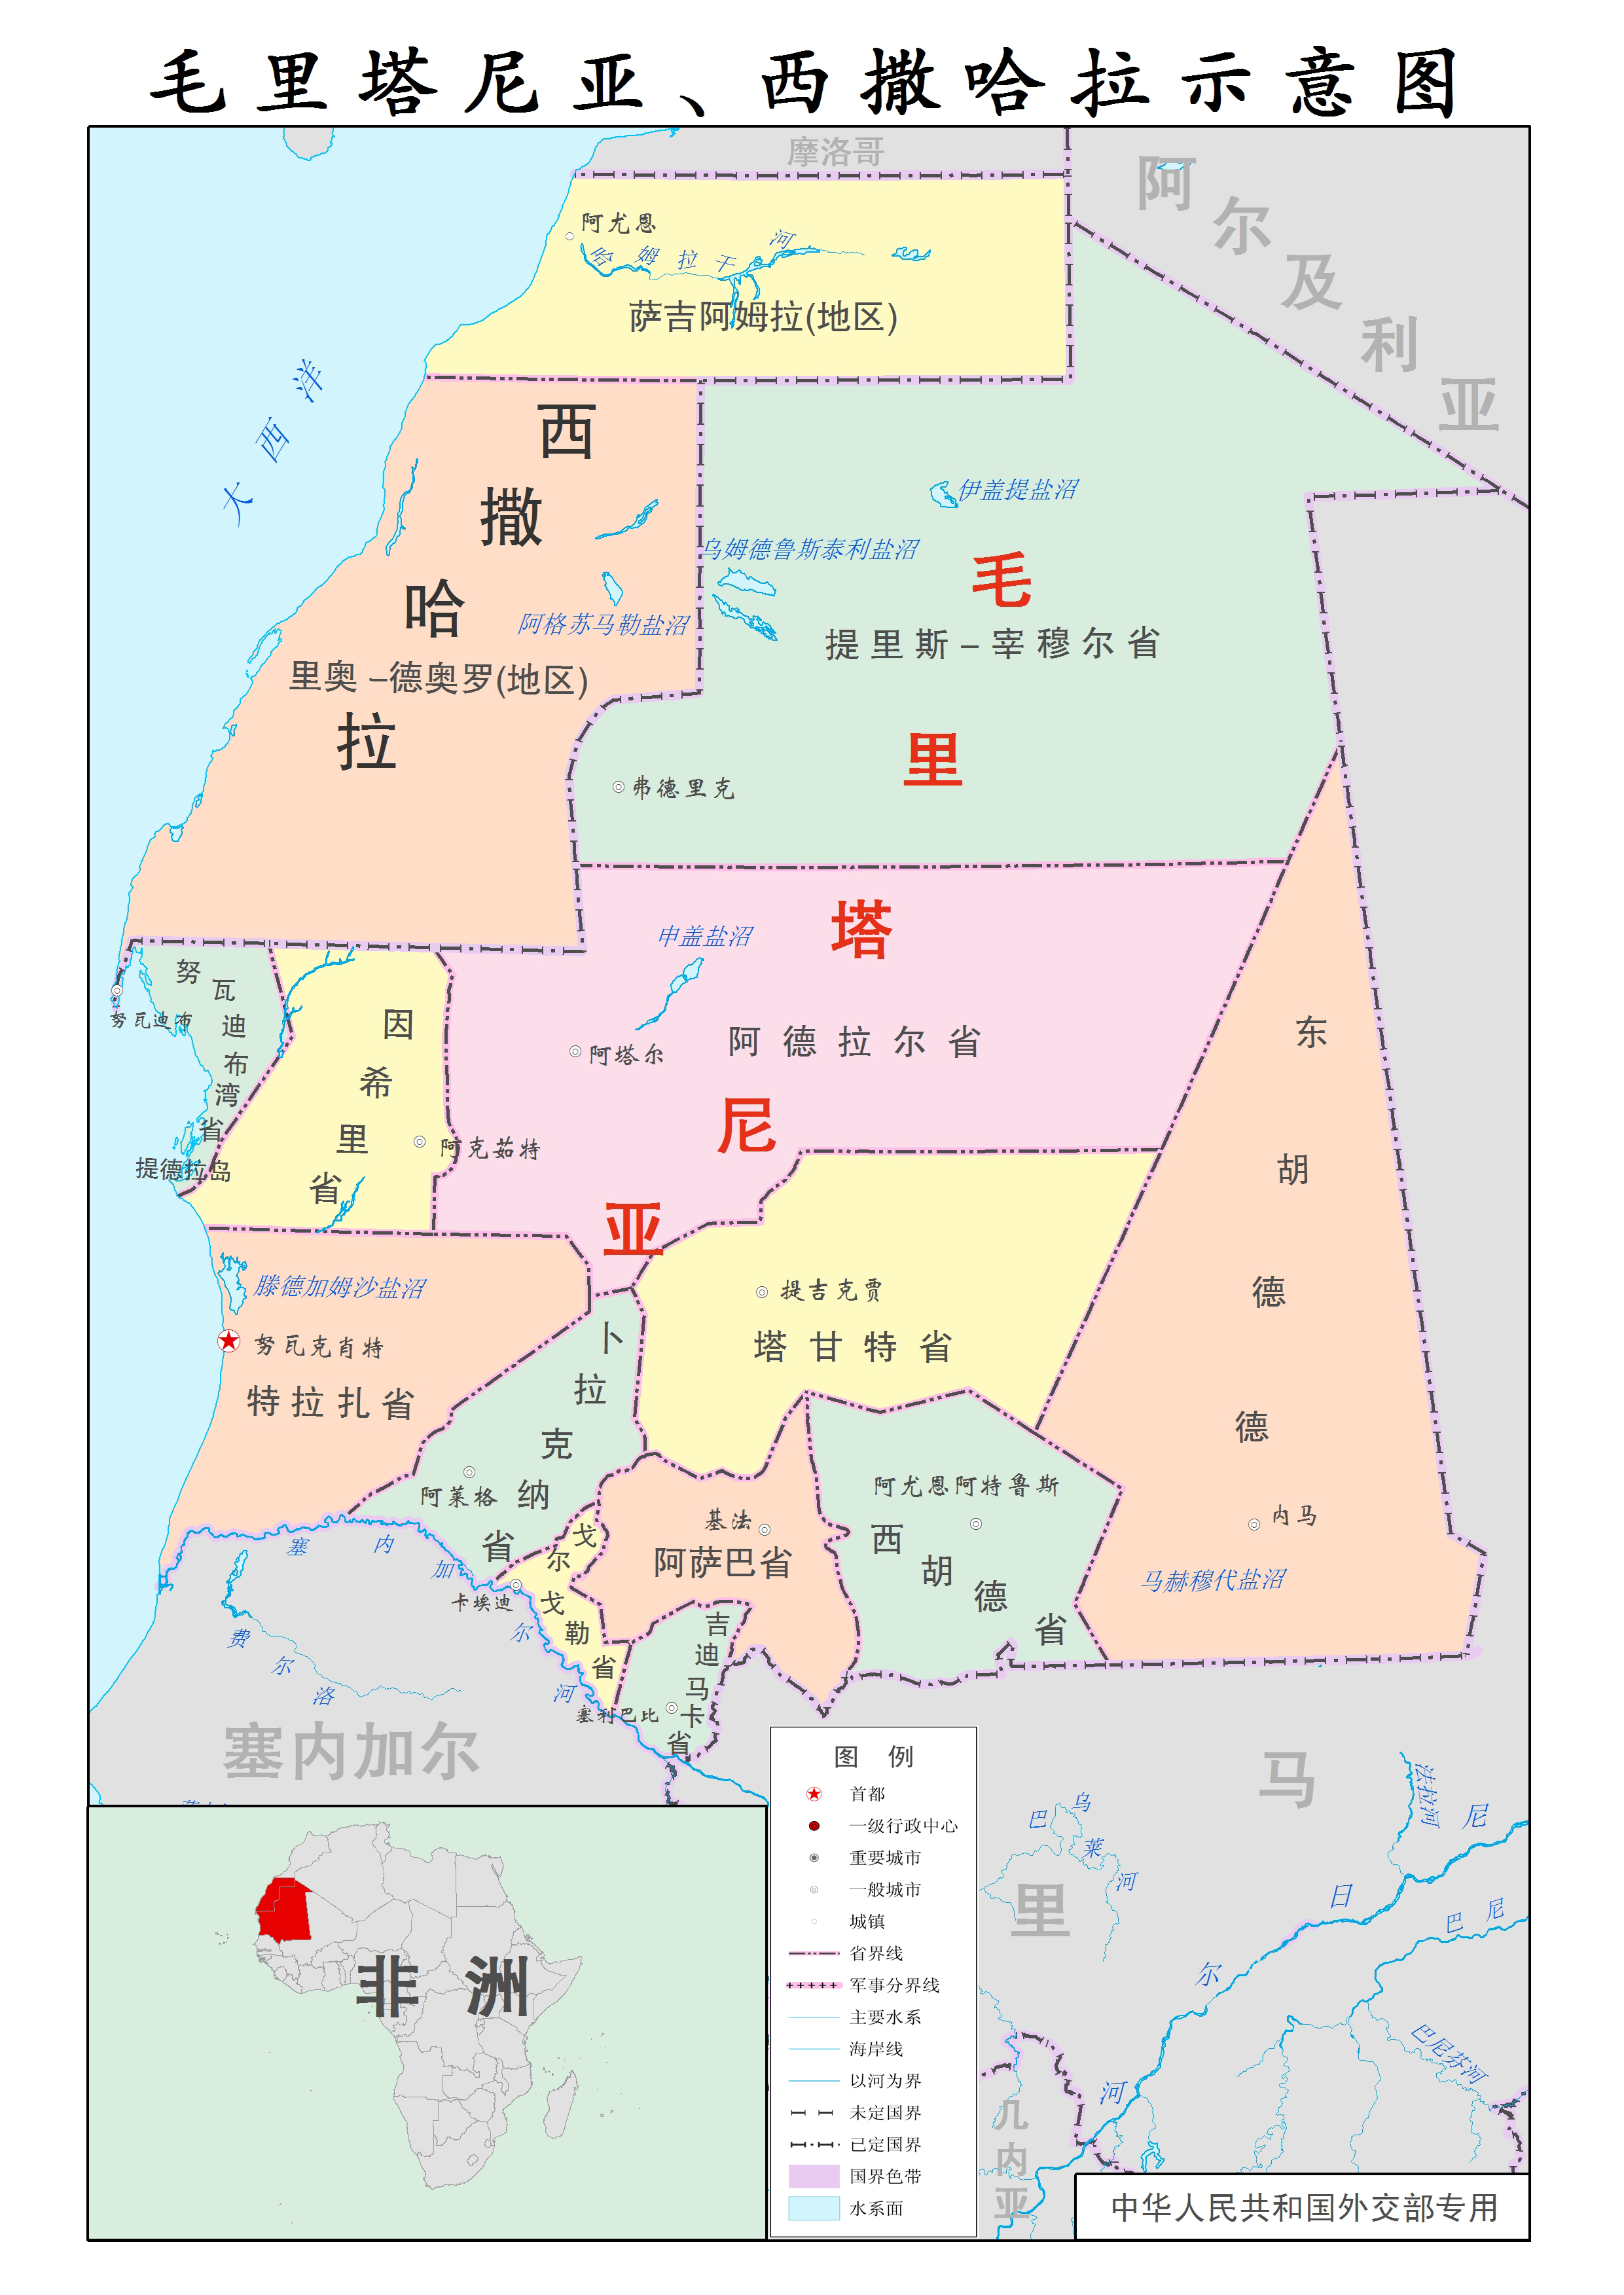 毛里塔尼亚、西撒哈拉示意图
摩洛哥
阿尔及利亚
阿尤恩
哈姆拉干河
萨吉阿姆拉(地区)
大西洋
西撒哈拉
伊盖提盐沼
乌姆德鲁斯泰利盐沼
阿格苏马勒盐沼
毛里塔尼亚
提里斯–宰穆尔省
里奥–德奥罗(地区)
弗德里克
申盖盐沼
努瓦迪布湾省
努瓦迪布
因希里省
阿塔尔
阿德拉尔省
东胡德德
阿克茹特
提德拉岛
滕德加姆沙盐沼
提吉克贾
努瓦克肖特
塔甘特省
特拉扎省
卜拉克纳省
阿莱格
阿尤恩阿特鲁斯
基法
内马
塞内加尔河
戈尔戈勒省
阿萨巴省
西胡德省
马赫穆代盐沼
卡埃迪
费尔洛
吉迪马卡省
塞利巴比
塞内加尔
马里
法拉河
巴乌莱河
尼日尔河
巴尼
巴尼芬河
几内亚
非洲
图例
首都
一级行政中心
重要城市
一般城市
城镇
省界线
军事分界线
主要水系
海岸线
以河为界
未定国界
已定国界
国界色带
水系面
中华人民共和国外交部专用